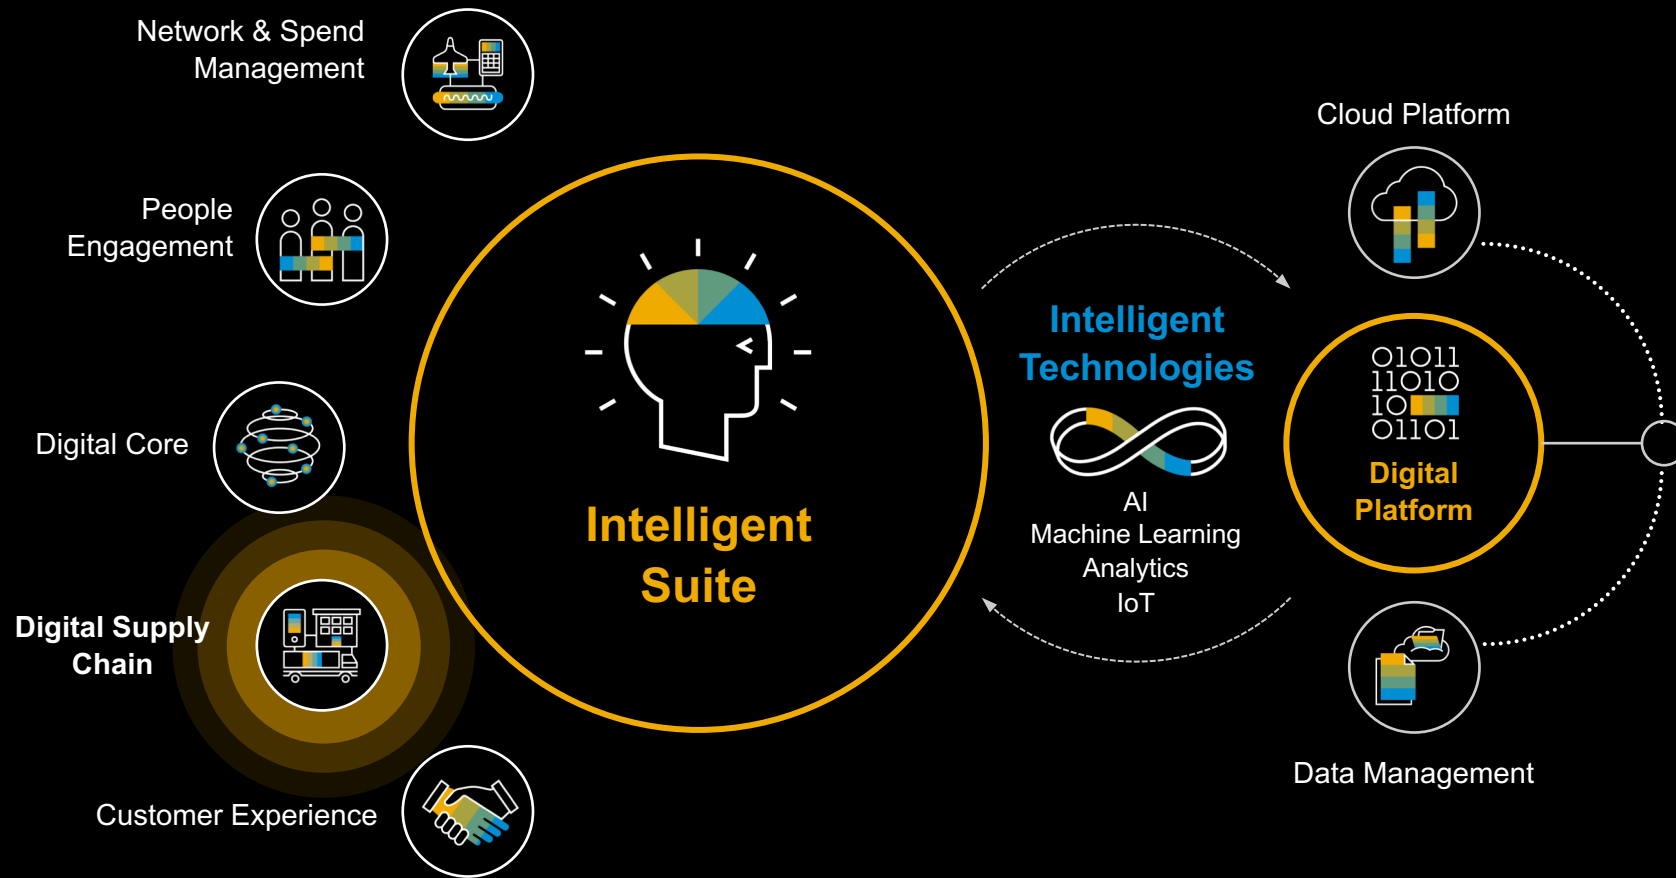 Network & Spend
Management
People
Engagement
Digital Core
Digital Supply
Chain
Customer Experience
Intelligent
Suite
Intelligent
Technologies
AI
Machine Learning
Analytics
IoT
Cloud Platform
01011
11010
10
01101
Digital
Platform
Data Management